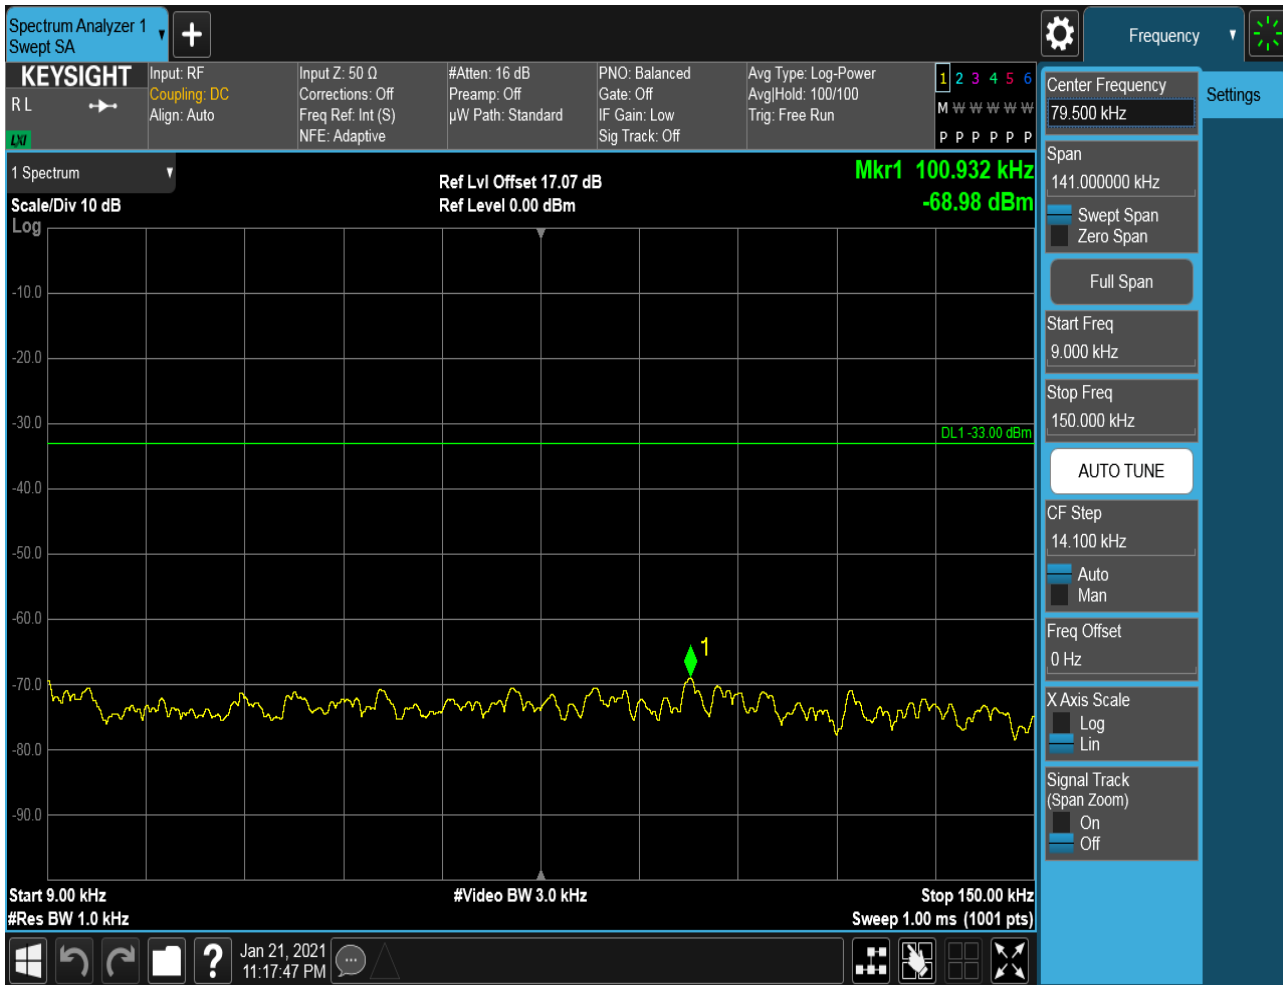 Spectrum Analyzer 1
Swept SA
+
Frequency
KEYSIGHT
R L
LXI
Input: RF
Coupling: DC
Align: Auto
Input Z: 50 Ω
Corrections: Off
Freq Ref: Int (S)
NFE: Adaptive
#Atten: 16 dB
Preamp: Off
µW Path: Standard
PNO: Balanced
Gate: Off
IF Gain: Low
Sig Track: Off
Avg Type: Log-Power
Avg|Hold: 100/100
Trig: Free Run
1 2 3 4 5 6
M W W W W W
P P P P P P
1 Spectrum
Scale/Div 10 dB
Log
Ref Lvl Offset 17.07 dB
Ref Level 0.00 dBm
Mkr1 100.932 kHz
-68.98 dBm
-10.0
-20.0
-30.0
DL1 -33.00 dBm
-40.0
-50.0
-60.0
1
-70.0
-80.0
-90.0
Start 9.00 kHz
#Video BW 3.0 kHz
Stop 150.00 kHz
#Res BW 1.0 kHz
Sweep 1.00 ms (1001 pts)
Jan 21, 2021
11:17:47 PM
?
Center Frequency
79.500 kHz
Settings
Span
141.000000 kHz
Swept Span
Zero Span
Full Span
Start Freq
9.000 kHz
Stop Freq
150.000 kHz
AUTO TUNE
CF Step
14.100 kHz
Auto
Man
Freq Offset
0 Hz
X Axis Scale
Log
Lin
Signal Track
(Span Zoom)
On
Off